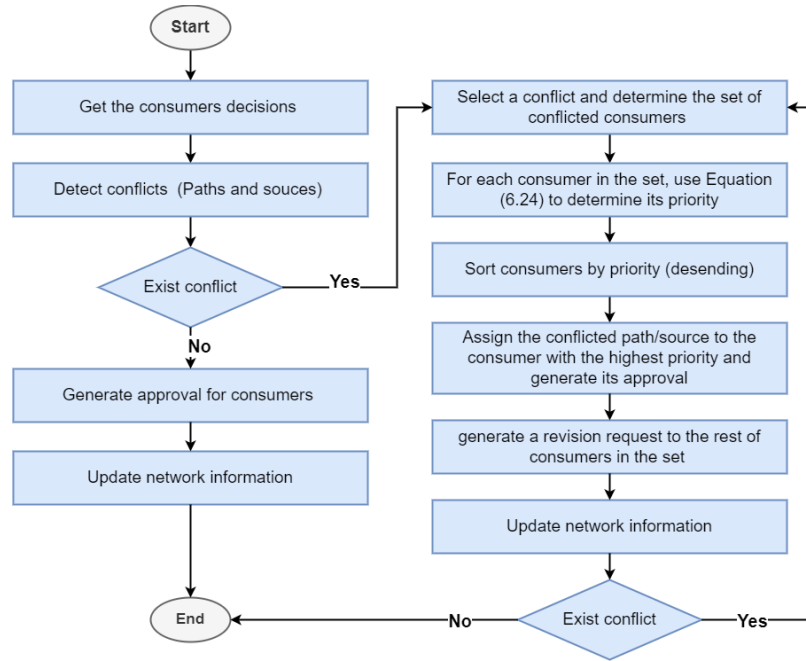 Start
Get the consumers decisions
Detect conflicts (Paths and souces)
Exist conflict
Yes
No
Generate approval for consumers
Update network information
End
Select a conflict and determine the set of
conflicted consumers
For each consumer in the set, use Equation
(6.24) to determine its priority
Sort consumers by priority (desending)
Assign the conflicted path/source to the
consumer with the highest priority and
generate its approval
generate a revision request to the rest of
consumers in the set
Update network information
Exist conflict
No
Yes